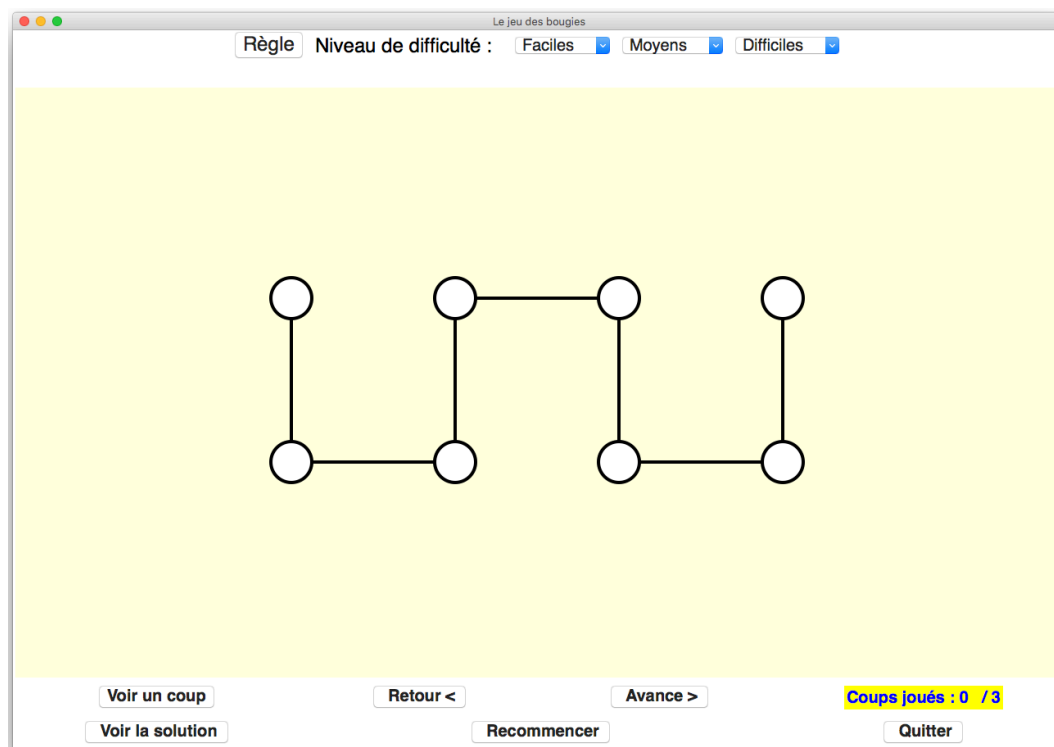 Le jeu des bougies
Règle Niveau de difficulté : Faciles Moyens Difficiles
Voir un coup Retour < Avance > Coups joués : 0 / 3
Voir la solution Recommencer Quitter